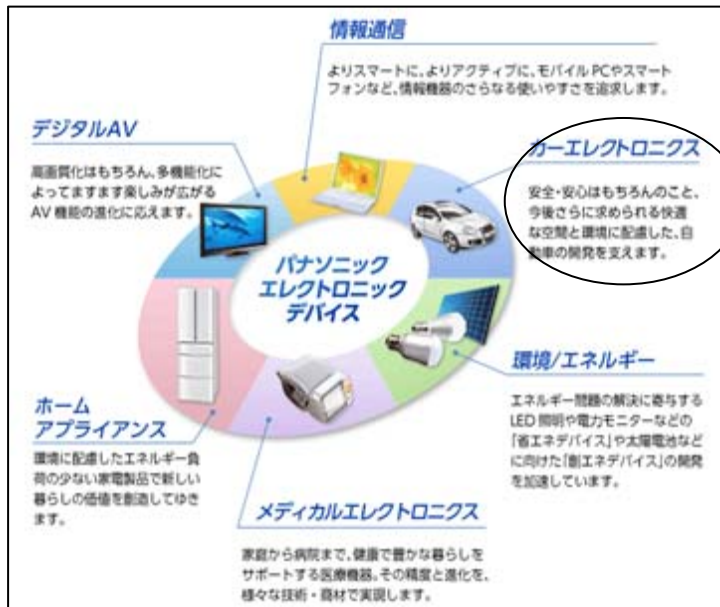 情報通信
よりスマートに、よりアクティブに、モバイルPCやスマート
フォンなど、情報機器のさらなる使いやすさを追求します。
デジタルAV
高画質化はもちろん、多機能化に
よってますます楽しみが広がる
AV機能の進化に応えます。
カーエレクトロニクス
安全・安心はもちろんのこと、
今後さらに求められる快適
な空間と環境に配慮した、自
動車の開発を支えます。
パナソニック
エレクトロニック
デバイス
環境/エネルギー
エネルギー問題の解決に寄与する
LED照明や電力モニターなどの
「省エネデバイス」や太陽電池など
に向けた「創エネデバイス」の開発
を加速しています。
ホーム
アプライアンス
環境に配慮したエネルギー負
荷の少ない家電製品で新しい
暮らしの価値を創造してゆき
ます。
メディカルエレクトロニクス
家庭から病院まで、健康で豊かな暮らしを
サポートする医療機器。その精度と進化を、
様々な技術・商材で実現します。